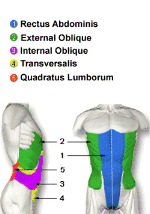 1 Rectus Abdominis
2 External Oblique
3 Internal Oblique
4 Transversalis
5 Quadratus Lumborum
2
1
5
3
4